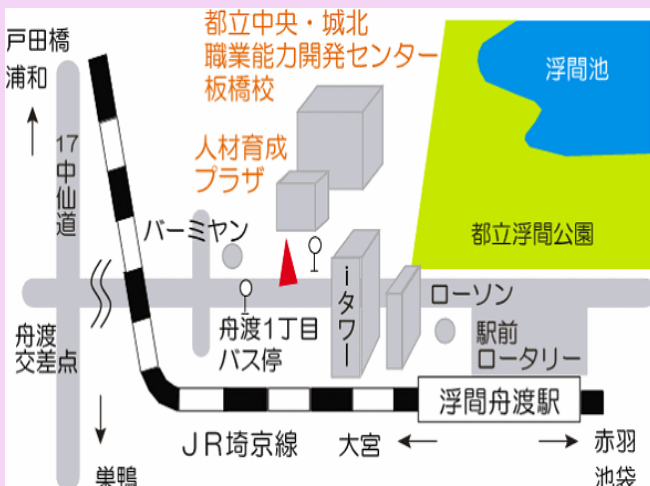 戸田橋
浦和
都立中央・城北
職業能力開発センター
板橋校
浮間池
17
中仙道
人材育成
プラザ
バーミヤン
都立浮間公園
iタワー
ローソン
舟渡
交差点
舟渡1丁目
バス停
駅前
ロータリー
浮間舟渡駅
JR埼京線
大宮
赤羽
池袋
巣鴨